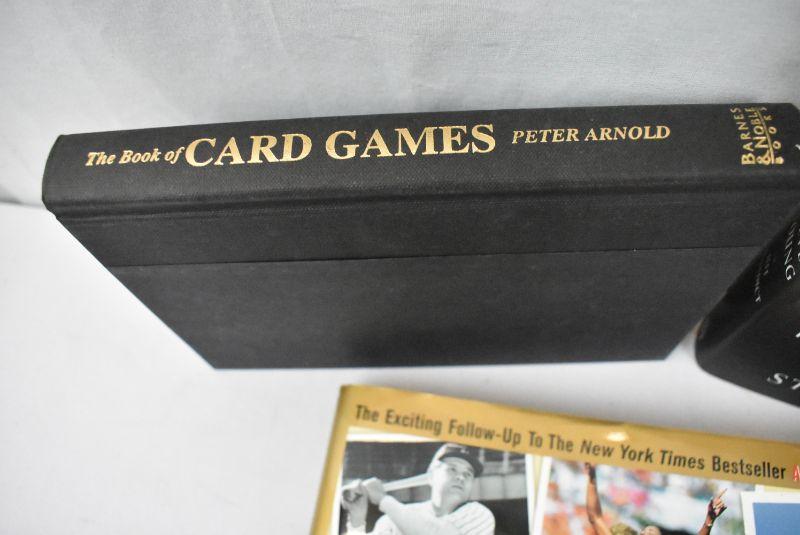 The Book of CARD GAMES PETER ARNOLD
BARNES
& NOBLE
BOOKS
The Exciting Follow-Up To The New York Times Bestseller